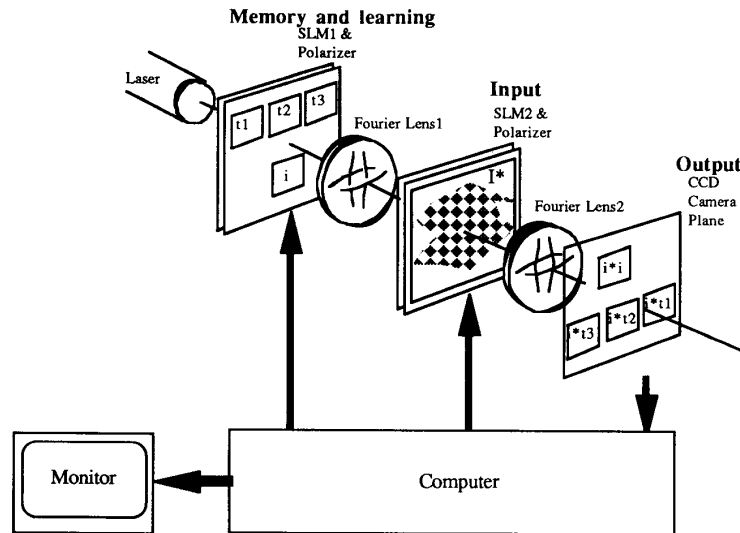 Memory and learning
SLM1 &
Polarizer
Laser
t1 t2 t3
i
Fourier Lens1
Input
SLM2 &
Polarizer
I*
Fourier Lens2
Output
CCD
Camera
Plane
i*i
i*t3 i*t2 i*t1
Monitor
Computer